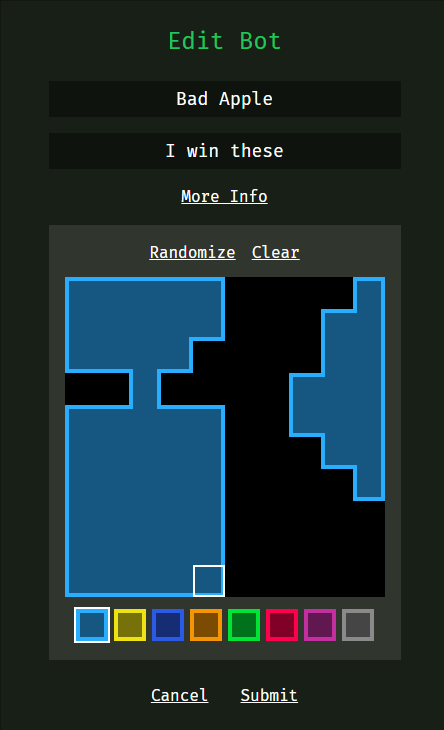 Edit Bot
Bad Apple
I win these
More Info
Randomize Clear
Cancel Submit